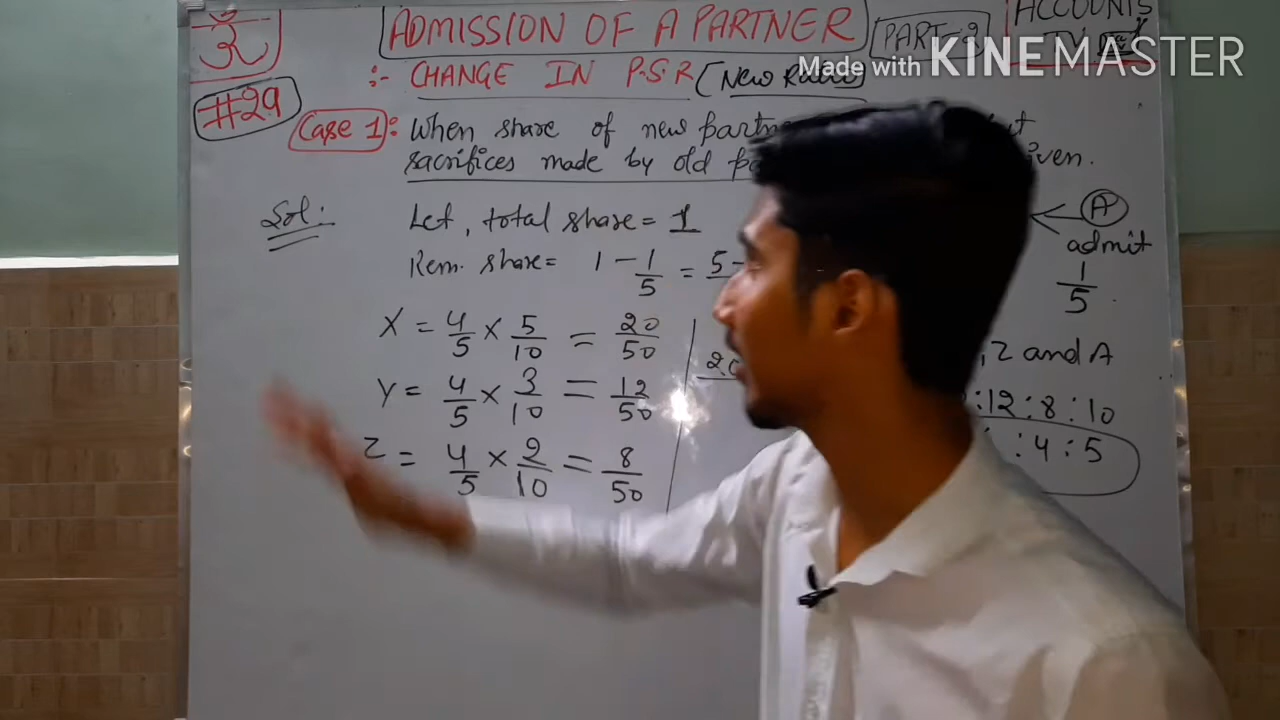 ॐ
ADMISSION OF A PARTNER
PART-2
ACCOUNTS
TV
Made with KINEMASTER
:- CHANGE IN P.S.R (New Ratio)
#29
Case 1: When share of new
sacrifices made by old
Sol:
Let, total share = 1
Rem. share = 1 - 1/5 = 5-
A
admit
1/5
X = 4/5 × 5/10 = 20/50
Y = 4/5 × 3/10 = 12/50
Z = 4/5 × 2/10 = 8/50
, Z and A
:12:8:10
:4:5